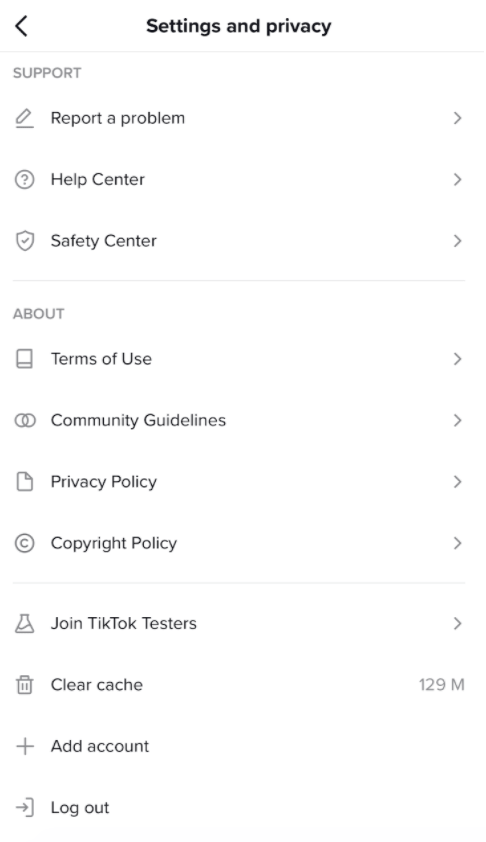 Settings and privacy
SUPPORT
Report a problem
Help Center
Safety Center
ABOUT
Terms of Use
Community Guidelines
Privacy Policy
Copyright Policy
Join TikTok Testers
Clear cache 129 M
Add account
Log out